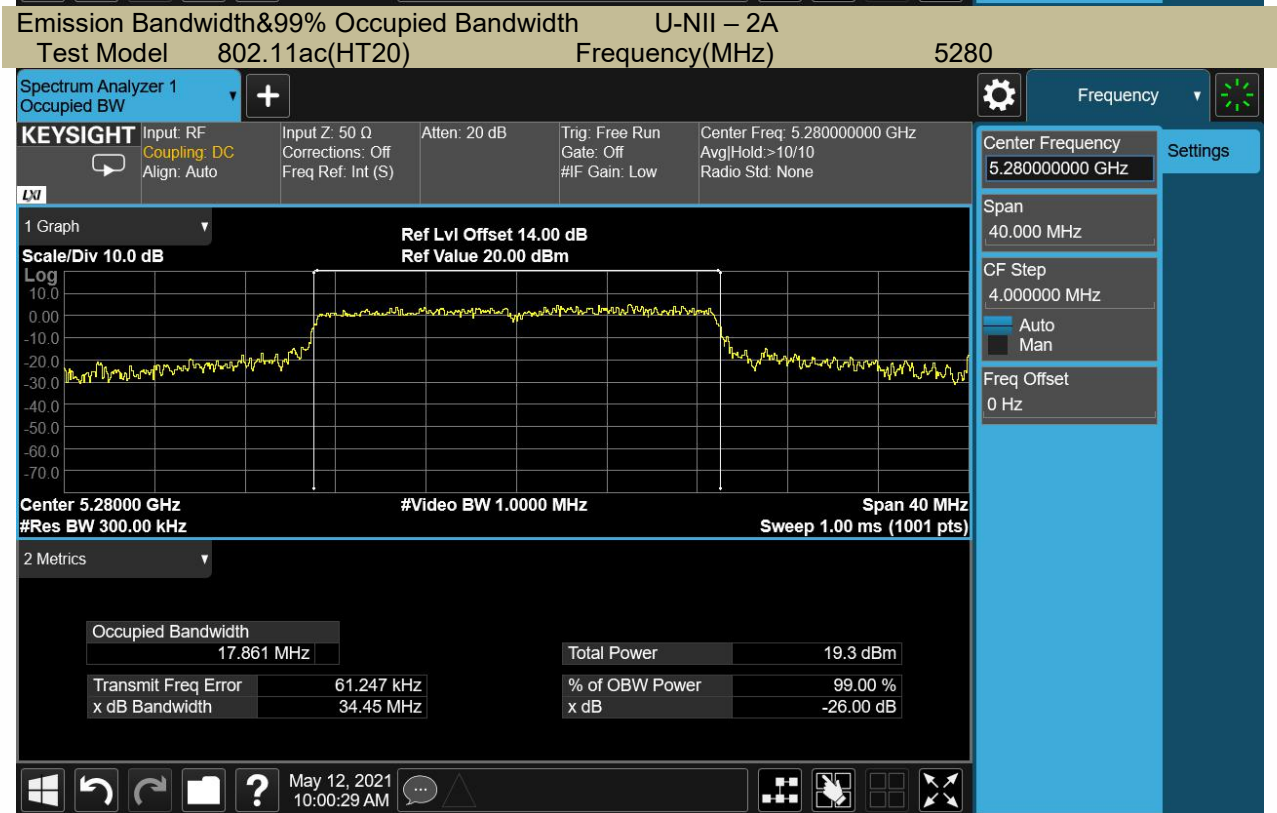 Emission Bandwidth&99% Occupied Bandwidth U-NII – 2A
Test Model 802.11ac(HT20) Frequency(MHz) 5280
Spectrum Analyzer 1
Occupied BW
+
Frequency
KEYSIGHT
LXI
Input: RF
Coupling: DC
Align: Auto
Input Z: 50 Ω
Corrections: Off
Freq Ref: Int (S)
Atten: 20 dB
Trig: Free Run
Gate: Off
#IF Gain: Low
Center Freq: 5.280000000 GHz
Avg|Hold:>10/10
Radio Std: None
Center Frequency
5.280000000 GHz
Settings
Span
40.000 MHz
CF Step
4.000000 MHz
Auto
Man
Freq Offset
0 Hz
1 Graph
Scale/Div 10.0 dB
Ref Lvl Offset 14.00 dB
Ref Value 20.00 dBm
Log
10.0
0.00
-10.0
-20.0
-30.0
-40.0
-50.0
-60.0
-70.0
Center 5.28000 GHz #Video BW 1.0000 MHz Span 40 MHz
#Res BW 300.00 kHz Sweep 1.00 ms (1001 pts)
2 Metrics
Occupied Bandwidth
17.861 MHz
Total Power 19.3 dBm
Transmit Freq Error 61.247 kHz % of OBW Power 99.00 %
x dB Bandwidth 34.45 MHz x dB -26.00 dB
?
May 12, 2021
10:00:29 AM